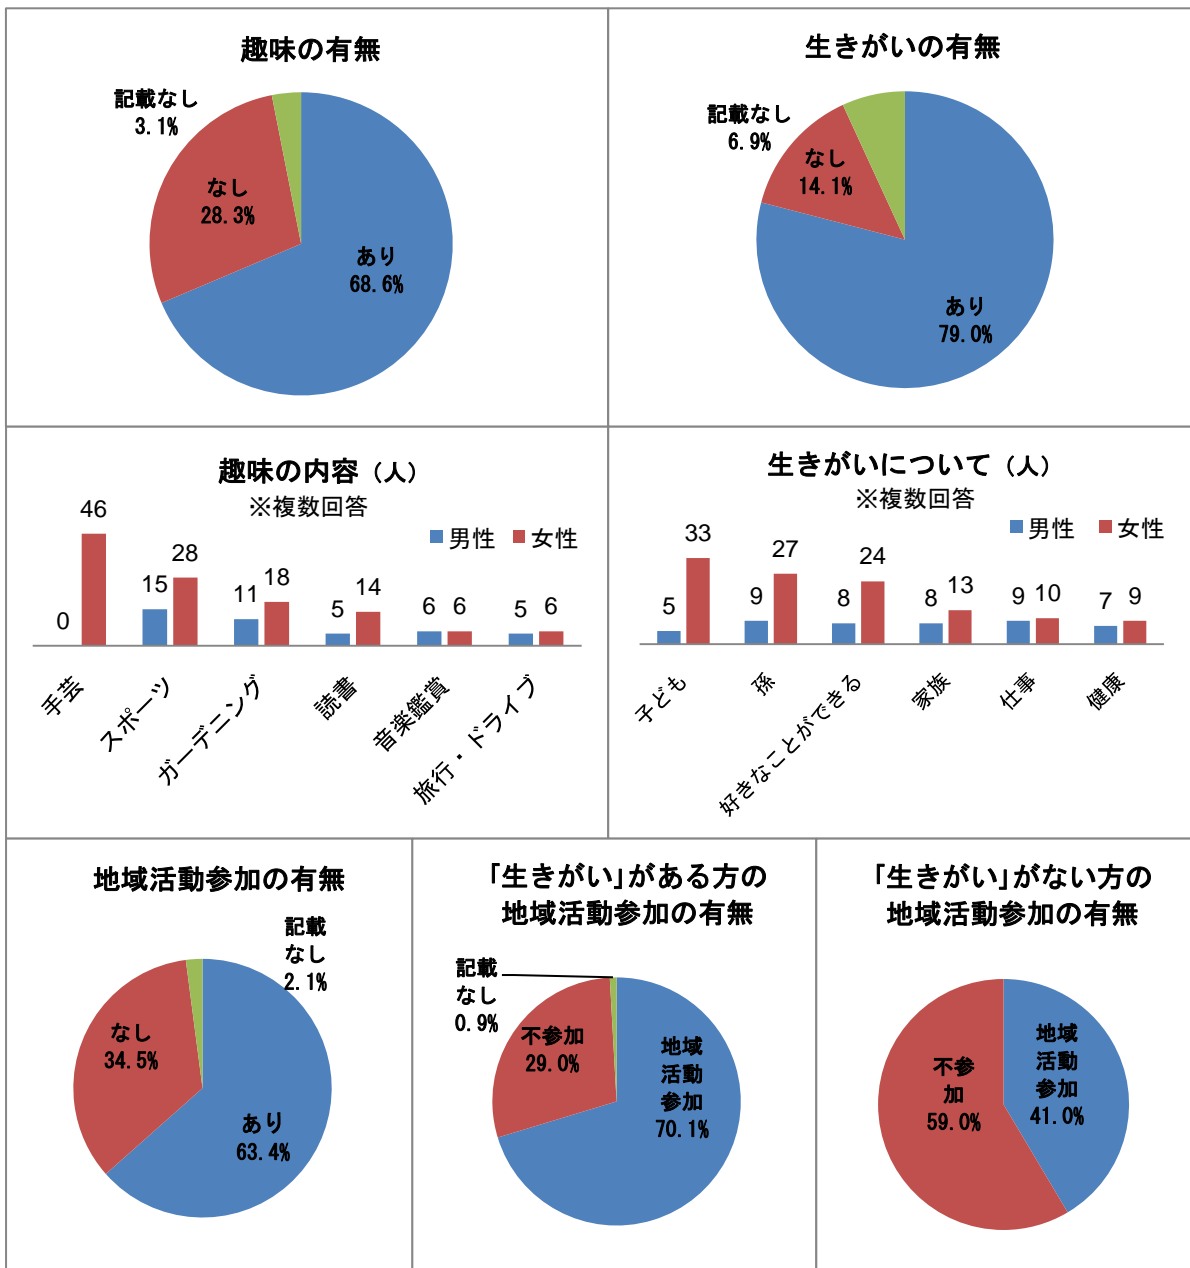 趣味の有無
記載なし
3.1%
なし
28.3%
あり
68.6%
生きがいの有無
記載なし
6.9%
なし
14.1%
あり
79.0%
趣味の内容（人）
※複数回答
男性 女性
0 46 15 28 11 18 5 14 6 6 5 6
手芸
スポーツ
ガーデニング
読書
音楽鑑賞
旅行・ドライブ
生きがいについて（人）
※複数回答
男性 女性
5 33 9 27 8 24 8 13 9 10 7 9
子ども
孫
好きなことができる
家族
仕事
健康
地域活動参加の有無
記載
なし
2.1%
なし
34.5%
あり
63.4%
「生きがい」がある方の
地域活動参加の有無
記載
なし
0.9%
不参加
29.0%
地域
活動
参加
70.1%
「生きがい」がない方の
地域活動参加の有無
不参
加
59.0%
地域
活動
参加
41.0%